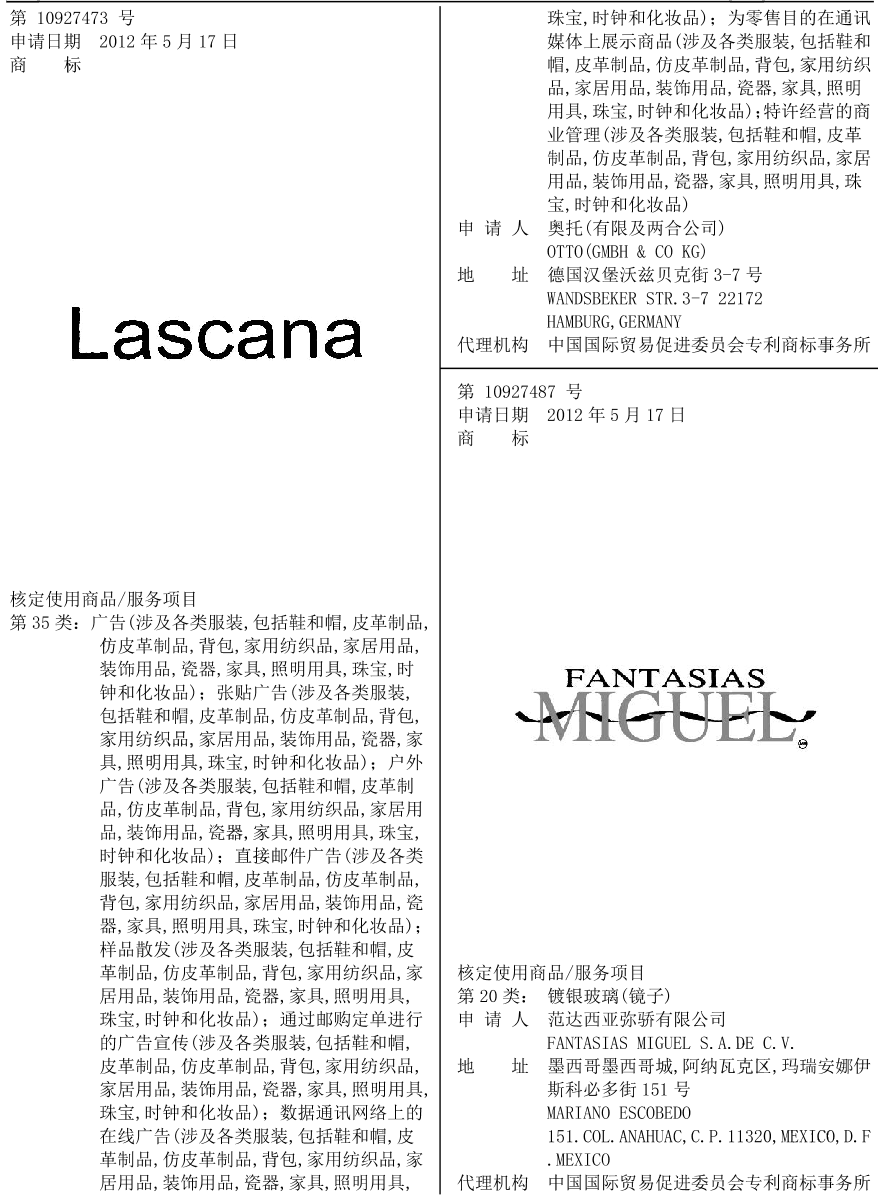 第 10927473 号
申请日期 2012 年 5 月 17 日
商 标
Lascana
核定使用商品/服务项目
第 35 类：广告(涉及各类服装,包括鞋和帽,皮革制品,
仿皮革制品,背包,家用纺织品,家居用品,
装饰用品,瓷器,家具,照明用具,珠宝,时
钟和化妆品)；张贴广告(涉及各类服装,
包括鞋和帽,皮革制品,仿皮革制品,背包,
家用纺织品,家居用品,装饰用品,瓷器,家
具,照明用具,珠宝,时钟和化妆品)；户外
广告(涉及各类服装,包括鞋和帽,皮革制
品,仿皮革制品,背包,家用纺织品,家居用
品,装饰用品,瓷器,家具,照明用具,珠宝,
时钟和化妆品)；直接邮件广告(涉及各类
服装,包括鞋和帽,皮革制品,仿皮革制品,
背包,家用纺织品,家居用品,装饰用品,瓷
器,家具,照明用具,珠宝,时钟和化妆品)；
样品散发(涉及各类服装,包括鞋和帽,皮
革制品,仿皮革制品,背包,家用纺织品,家
居用品,装饰用品,瓷器,家具,照明用具,
珠宝,时钟和化妆品)；通过邮购定单进行
的广告宣传(涉及各类服装,包括鞋和帽,
皮革制品,仿皮革制品,背包,家用纺织品,
家居用品,装饰用品,瓷器,家具,照明用具,
珠宝,时钟和化妆品)；数据通讯网络上的
在线广告(涉及各类服装,包括鞋和帽,皮
革制品,仿皮革制品,背包,家用纺织品,家
居用品,装饰用品,瓷器,家具,照明用具,
珠宝,时钟和化妆品)；为零售目的在通讯
媒体上展示商品(涉及各类服装,包括鞋和
帽,皮革制品,仿皮革制品,背包,家用纺织
品,家居用品,装饰用品,瓷器,家具,照明
用具,珠宝,时钟和化妆品)；特许经营的商
业管理(涉及各类服装,包括鞋和帽,皮革
制品,仿皮革制品,背包,家用纺织品,家居
用品,装饰用品,瓷器,家具,照明用具,珠
宝,时钟和化妆品)
申 请 人 奥托(有限及两合公司)
OTTO(GMBH & CO KG)
地 址 德国汉堡沃兹贝克街 3-7 号
WANDSBEKER STR.3-7 22172
HAMBURG,GERMANY
代理机构 中国国际贸易促进委员会专利商标事务所
第 10927487 号
申请日期 2012 年 5 月 17 日
商 标
FANTASIAS
MIGUEL
核定使用商品/服务项目
第 20 类： 镀银玻璃(镜子)
申 请 人 范达西亚弥骄有限公司
FANTASIAS MIGUEL S.A.DE C.V.
地 址 墨西哥墨西哥城,阿纳瓦克区,玛瑞安娜伊
斯科必多街 151 号
MARIANO ESCOBEDO
151.COL.ANAHUAC,C.P.11320,MEXICO,D.F
.MEXICO
代理机构 中国国际贸易促进委员会专利商标事务所